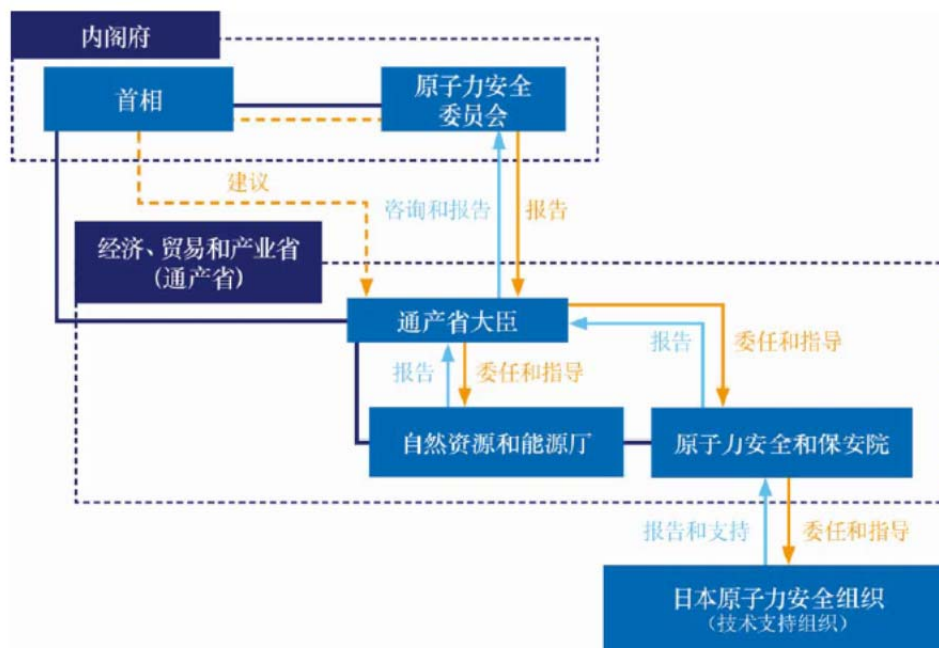 内阁府
首相
原子力安全
委员会
建议
咨询和报告
报告
经济、贸易和产业省
(通产省)
通产省大臣
报告
委任和指导
报告
委任和指导
自然资源和能源厅
原子力安全和保安院
报告和支持
委任和指导
日本原子力安全组织
(技术支持组织)